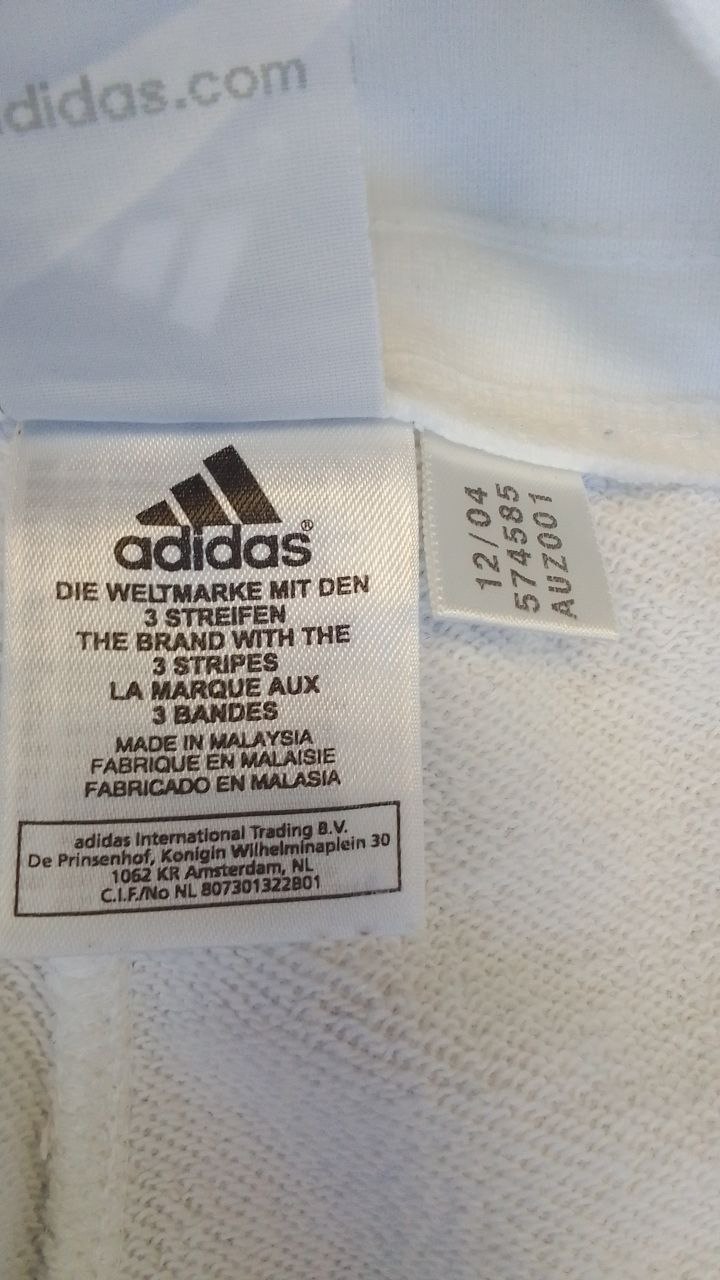 didas.com
adidas®
DIE WELTMARKE MIT DEN
3 STREIFEN
THE BRAND WITH THE
3 STRIPES
LA MARQUE AUX
3 BANDES
MADE IN MALAYSIA
FABRIQUE EN MALAISIE
FABRICADO EN MALASIA
adidas International Trading B.V.
De Prinsenhof, Konigin Wilhelminaplein 30
1062 KR Amsterdam, NL
C.I.F./No NL 807301322B01
12/04
574585
AUZ001